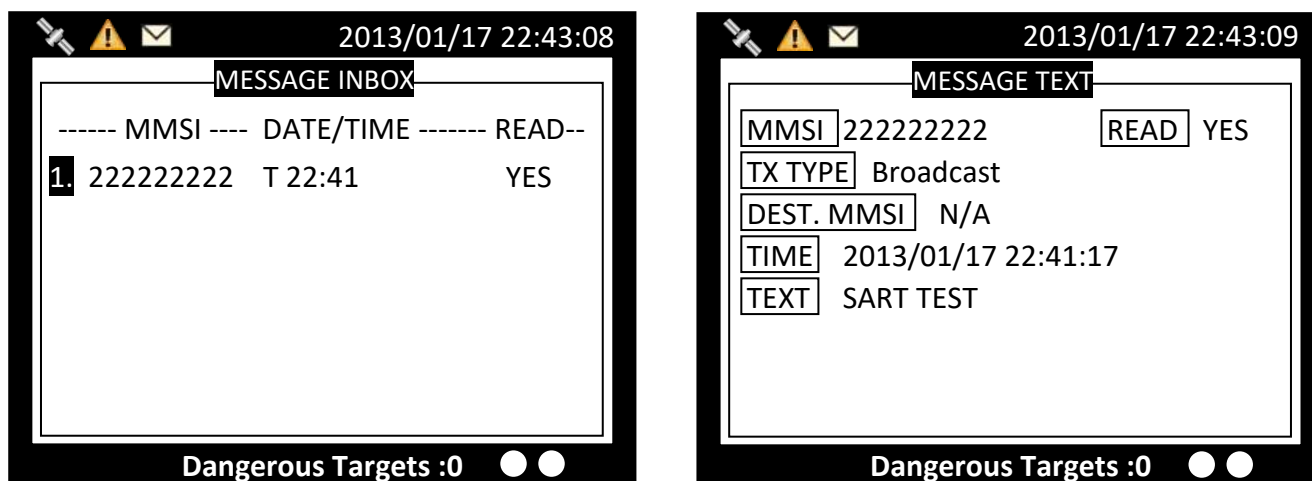 2013/01/17 22:43:08
MESSAGE INBOX
------ MMSI ---- DATE/TIME ------- READ--
1. 222222222 T 22:41 YES
Dangerous Targets :0
2013/01/17 22:43:09
MESSAGE TEXT
MMSI 222222222 READ YES
TX TYPE Broadcast
DEST. MMSI N/A
TIME 2013/01/17 22:41:17
TEXT SART TEST
Dangerous Targets :0